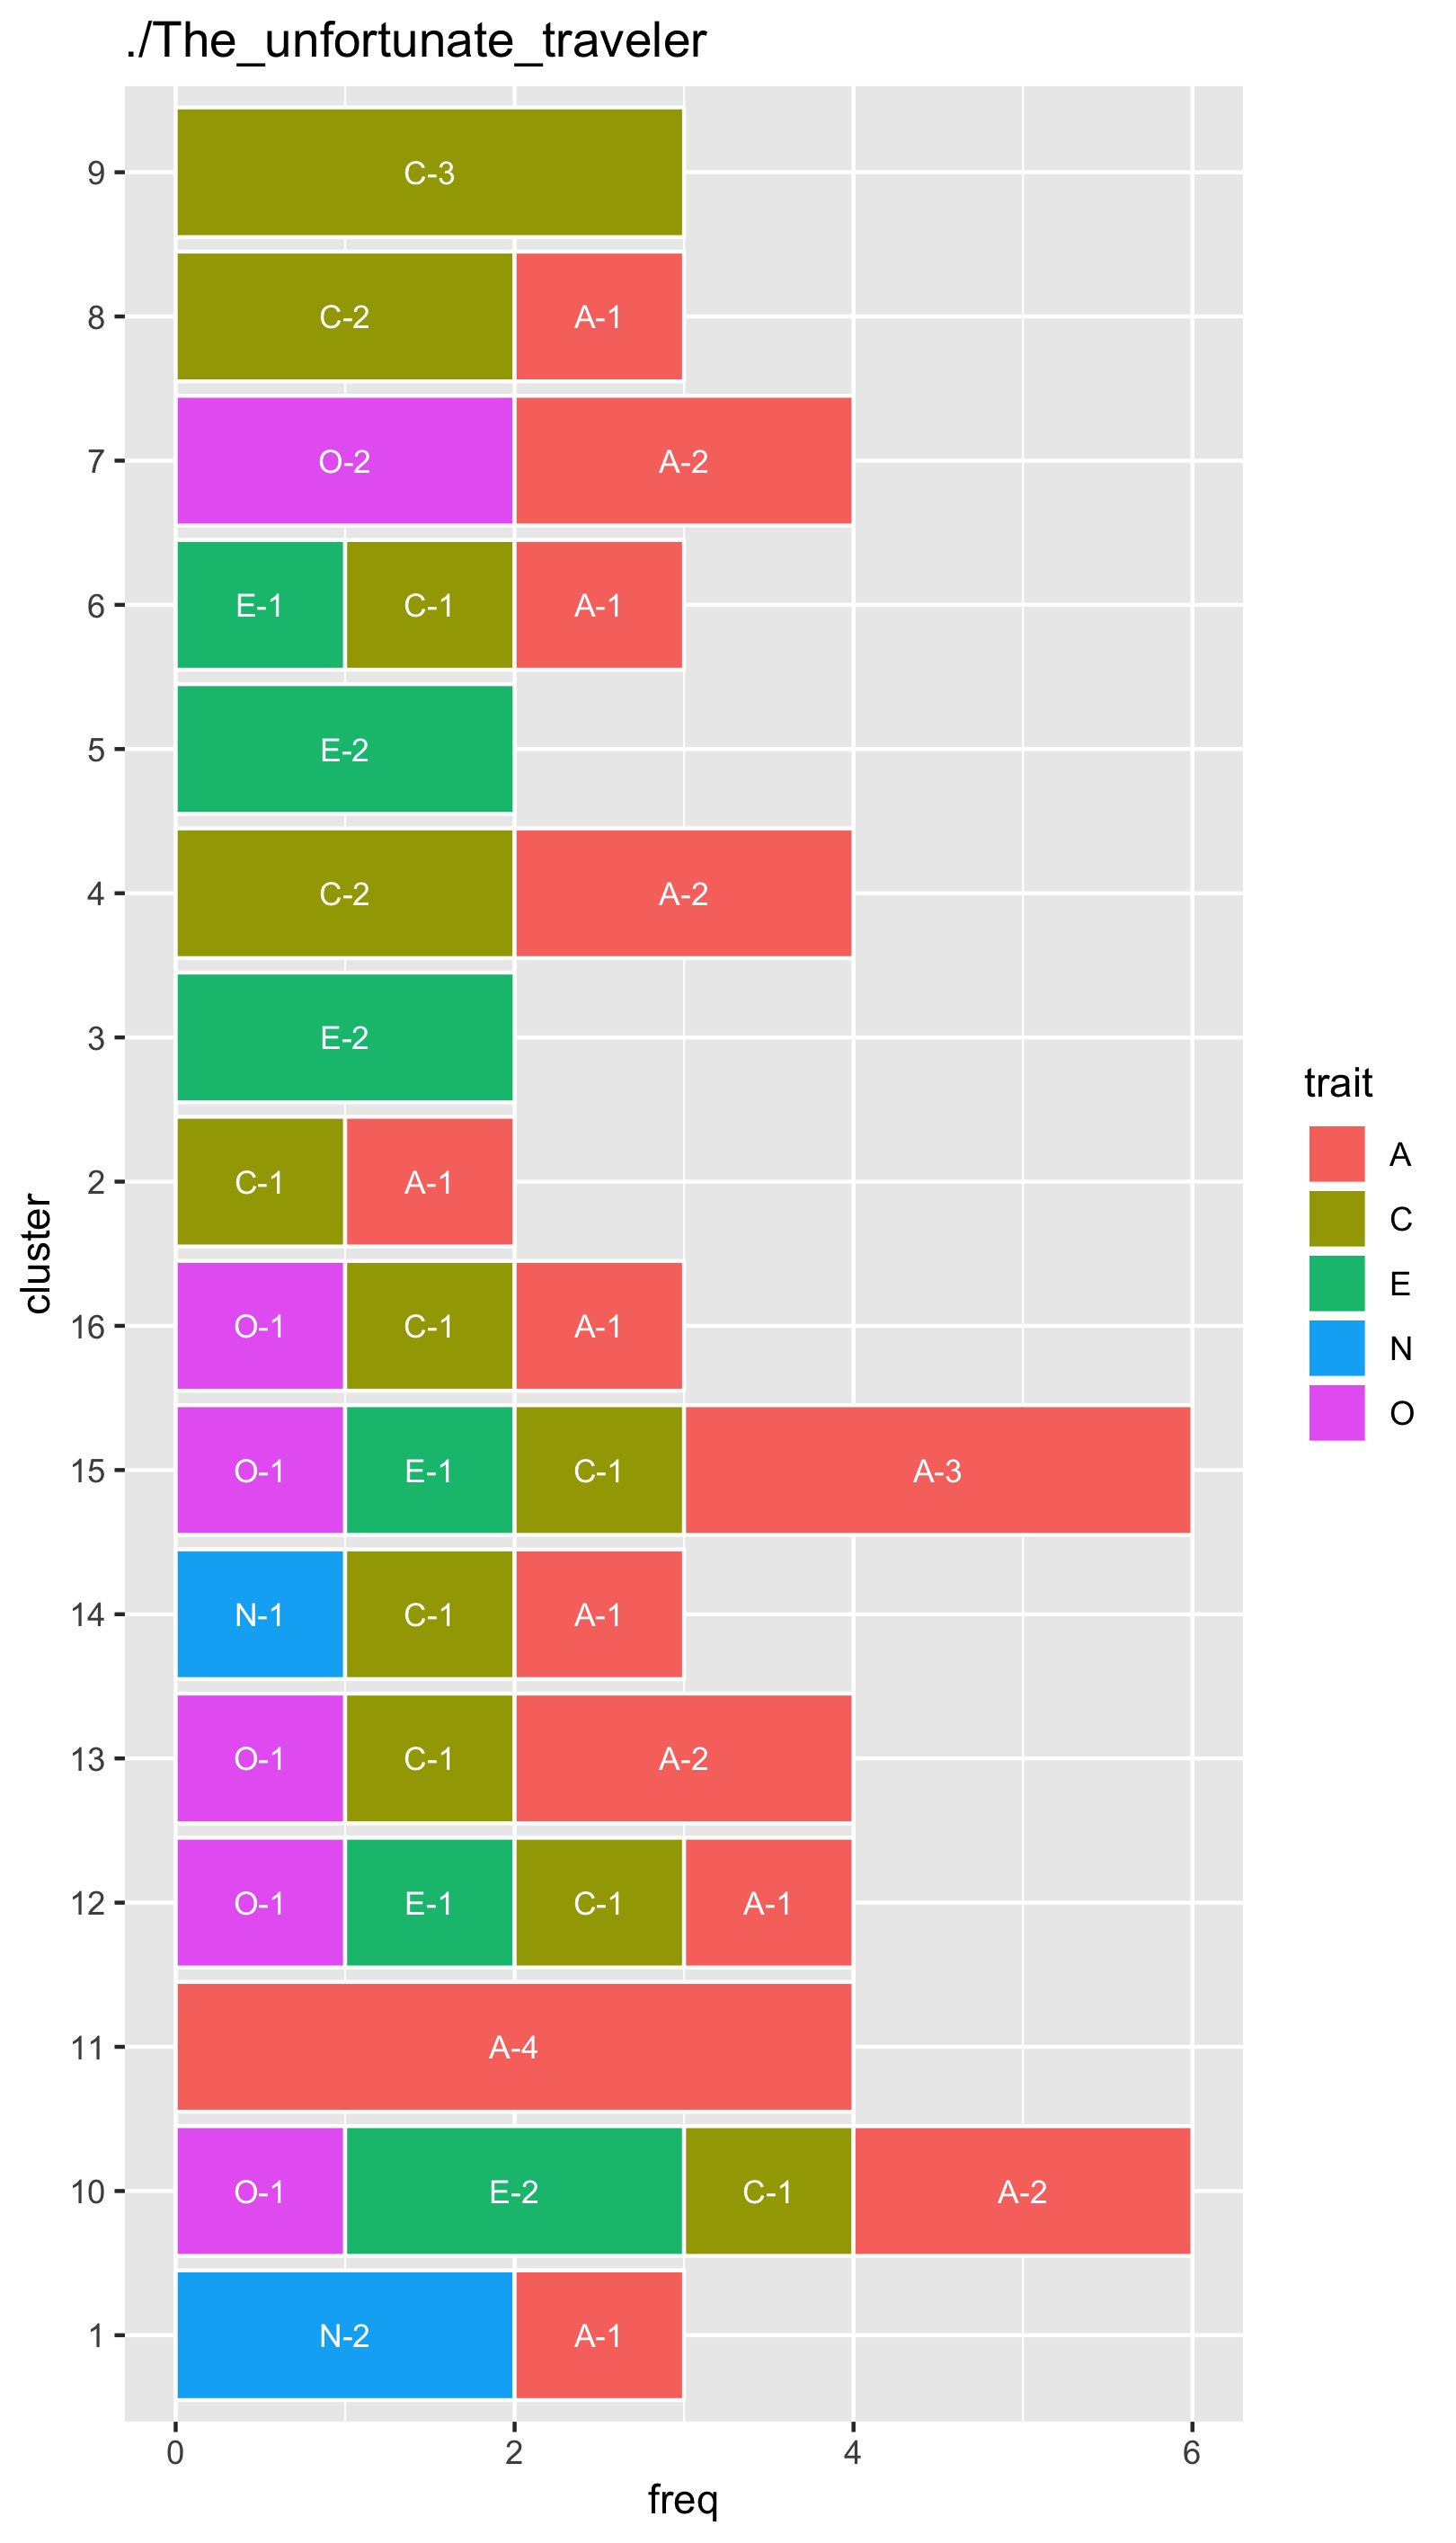 ./The_unfortunate_traveler
9 C-3
8 C-2 A-1
7 O-2 A-2
6 E-1 C-1 A-1
5 E-2
4 C-2 A-2
3 E-2
2 C-1 A-1
16 O-1 C-1 A-1
15 O-1 E-1 C-1 A-3
14 N-1 C-1 A-1
13 O-1 C-1 A-2
12 O-1 E-1 C-1 A-1
11 A-4
10 O-1 E-2 C-1 A-2
1 N-2 A-1
0 2 4 6
freq
cluster
trait
A
C
E
N
O